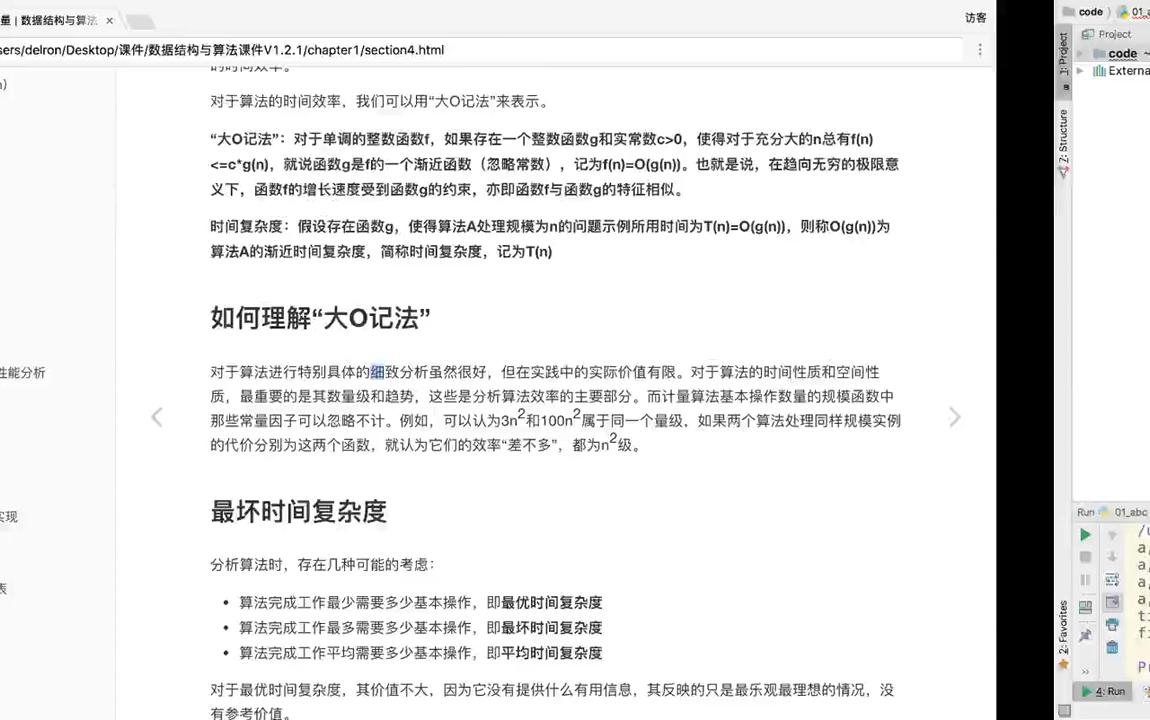 量 | 数据结构与算法 ×
访客
code 01_a
sers/delron/Desktop/课件/数据结构与算法课件V1.2.1/chapter1/section4.html
1: Project
Project
code
Externa
7: Structure
的时间效率。
n)
对于算法的时间效率，我们可以用“大O记法”来表示。
“大O记法”：对于单调的整数函数f，如果存在一个整数函数g和实常数c>0，使得对于充分大的n总有f(n)
<=c*g(n)，就说函数g是f的一个渐近函数（忽略常数），记为f(n)=O(g(n))。也就是说，在趋向无穷的极限意
义下，函数f的增长速度受到函数g的约束，亦即函数f与函数g的特征相似。
时间复杂度：假设存在函数g，使得算法A处理规模为n的问题示例所用时间为T(n)=O(g(n))，则称O(g(n))为
算法A的渐近时间复杂度，简称时间复杂度，记为T(n)
如何理解“大O记法”
性能分析
对于算法进行特别具体的细致分析虽然很好，但在实践中的实际价值有限。对于算法的时间性质和空间性
质，最重要的是其数量级和趋势，这些是分析算法效率的主要部分。而计量算法基本操作数量的规模函数中
那些常量因子可以忽略不计。例如，可以认为3n²和100n²属于同一个量级，如果两个算法处理同样规模实例
的代价分别为这两个函数，就认为它们的效率“差不多”，都为n²级。
实现
最坏时间复杂度
分析算法时，存在几种可能的考虑：
表
• 算法完成工作最少需要多少基本操作，即最优时间复杂度
• 算法完成工作最多需要多少基本操作，即最坏时间复杂度
• 算法完成工作平均需要多少基本操作，即平均时间复杂度
对于最优时间复杂度，其价值不大，因为它没有提供什么有用信息，其反映的只是最乐观最理想的情况，没
有参考价值。
Run 01_abc
/u
a,
a,
a,
a,
ti
fi
2: Favorites
4: Run